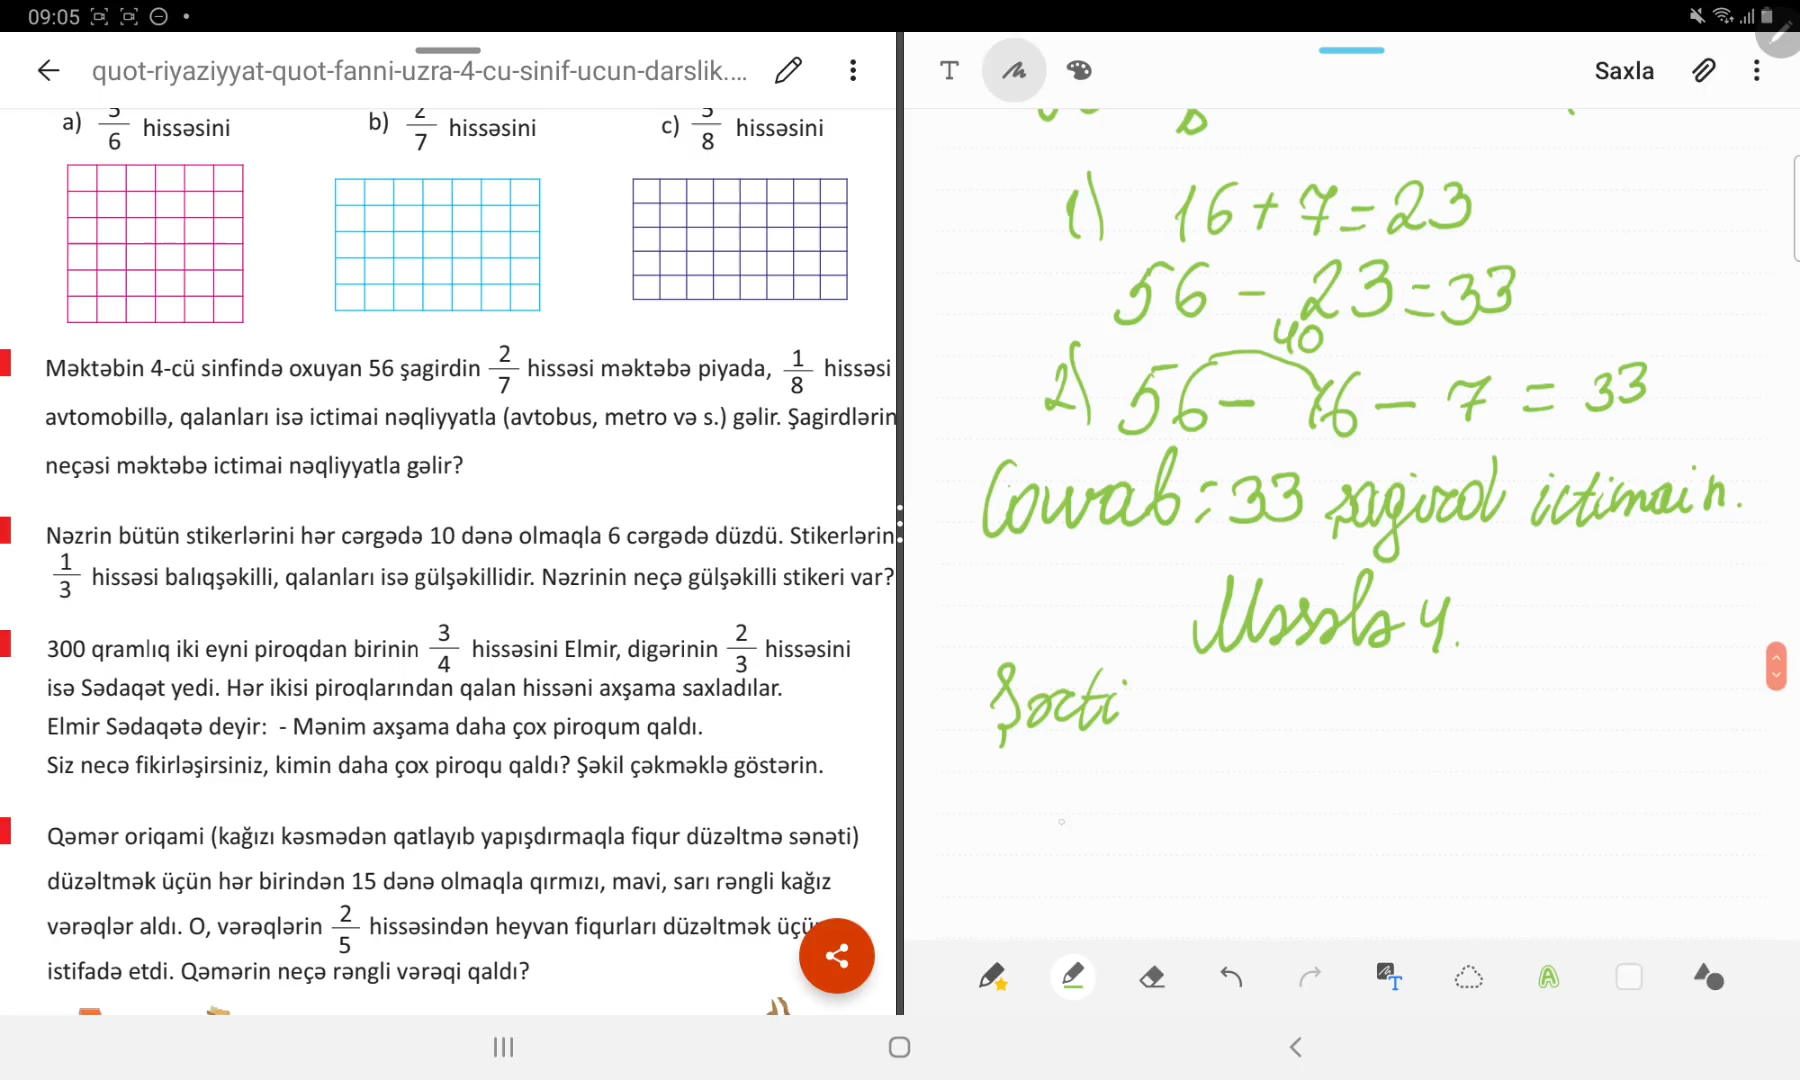 09:05
quot-riyaziyyat-quot-fanni-uzra-4-cu-sinif-ucun-darslik....
Saxla
a) 5/6 hissəsini b) 2/7 hissəsini c) 5/8 hissəsini
Məktəbin 4-cü sinfində oxuyan 56 şagirdin 2/7 hissəsi məktəbə piyada, 1/8 hissəsi
avtomobillə, qalanları isə ictimai nəqliyyatla (avtobus, metro və s.) gəlir. Şagirdlərin
neçəsi məktəbə ictimai nəqliyyatla gəlir?
Nəzrin bütün stikerlərini hər cərgədə 10 dənə olmaqla 6 cərgədə düzdü. Stikerlərin
1/3 hissəsi balıqşəkilli, qalanları isə gülşəkillidir. Nəzrinin neçə gülşəkilli stikeri var?
300 qramlıq iki eyni piroqdan birinin 3/4 hissəsini Elmir, digərinin 2/3 hissəsini
isə Sədaqət yedi. Hər ikisi piroqlarından qalan hissəni axşama saxladılar.
Elmir Sədaqətə deyir: - Mənim axşama daha çox piroqum qaldı.
Siz necə fikirləşirsiniz, kimin daha çox piroqu qaldı? Şəkil çəkməklə göstərin.
Qəmər oriqami (kağızı kəsmədən qatlayıb yapışdırmaqla fiqur düzəltmə sənəti)
düzəltmək üçün hər birindən 15 dənə olmaqla qırmızı, mavi, sarı rəngli kağız
vərəqlər aldı. O, vərəqlərin 2/5 hissəsindən heyvan fiqurları düzəltmək üçü
istifadə etdi. Qəmərin neçə rəngli vərəqi qaldı?
1) 16 + 7 = 23
56 - 23 = 33
40
2) 56 - 16 - 7 = 33
Cavab: 33 şagird ictimai n.
Məsələ 4.
Şərti